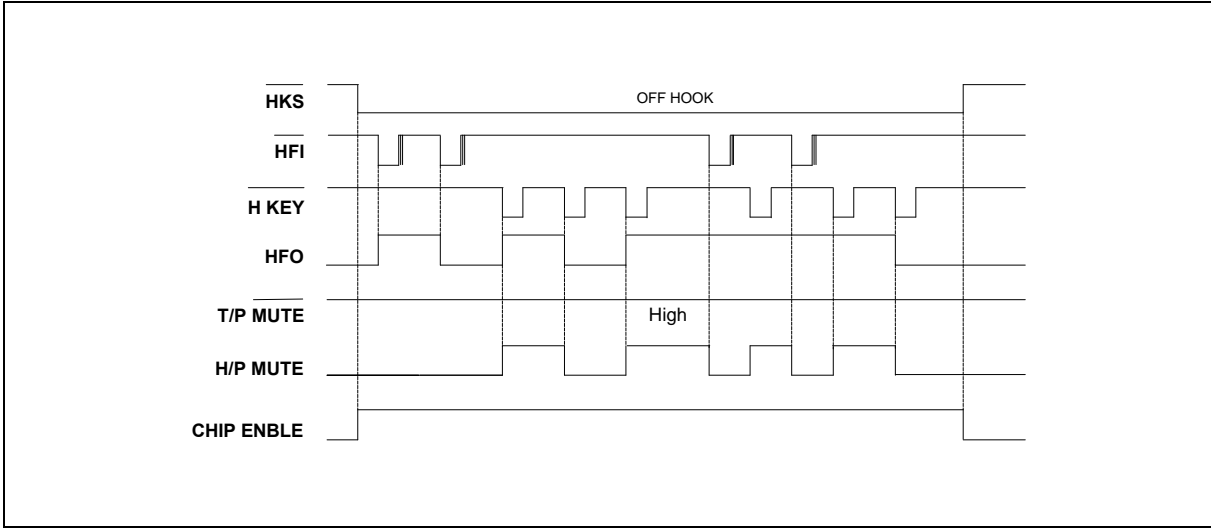 HKS
OFF HOOK
HFI
H KEY
HFO
T/P MUTE
High
H/P MUTE
CHIP ENBLE